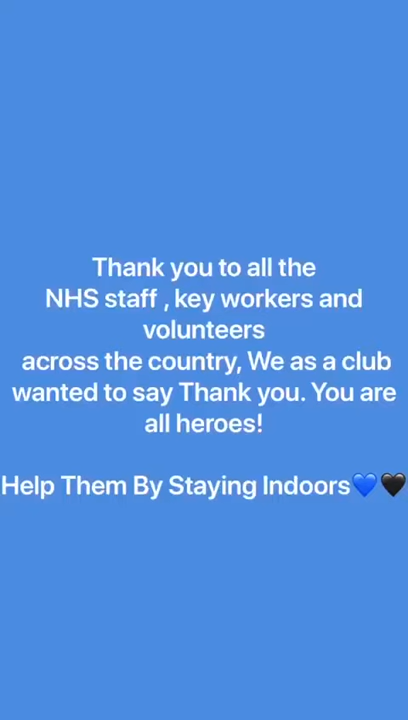 Thank you to all the
NHS staff , key workers and
volunteers
across the country, We as a club
wanted to say Thank you. You are
all heroes!
Help Them By Staying Indoors💙🖤